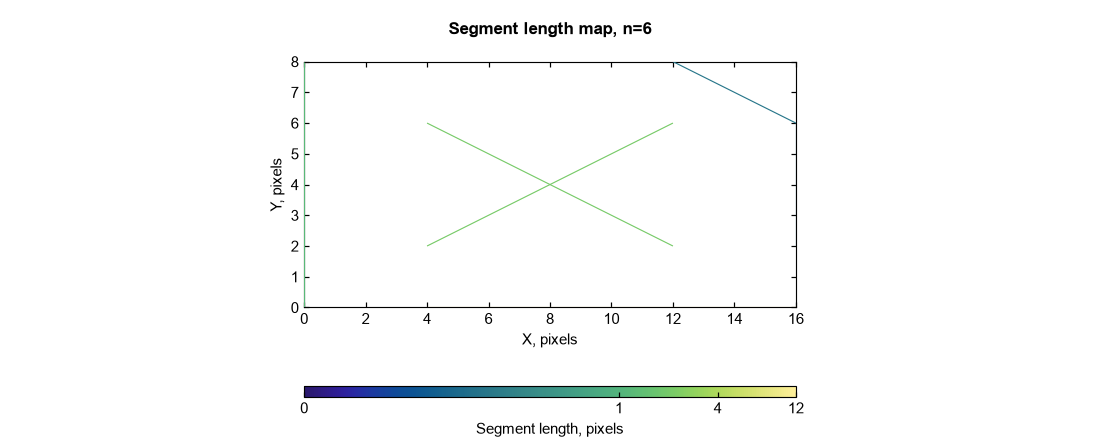 Segment length map, n=6
8
7
6
5
4
3
2
1
0
Y, pixels
0 2 4 6 8 10 12 14 16
X, pixels
0 1 4 12
Segment length, pixels